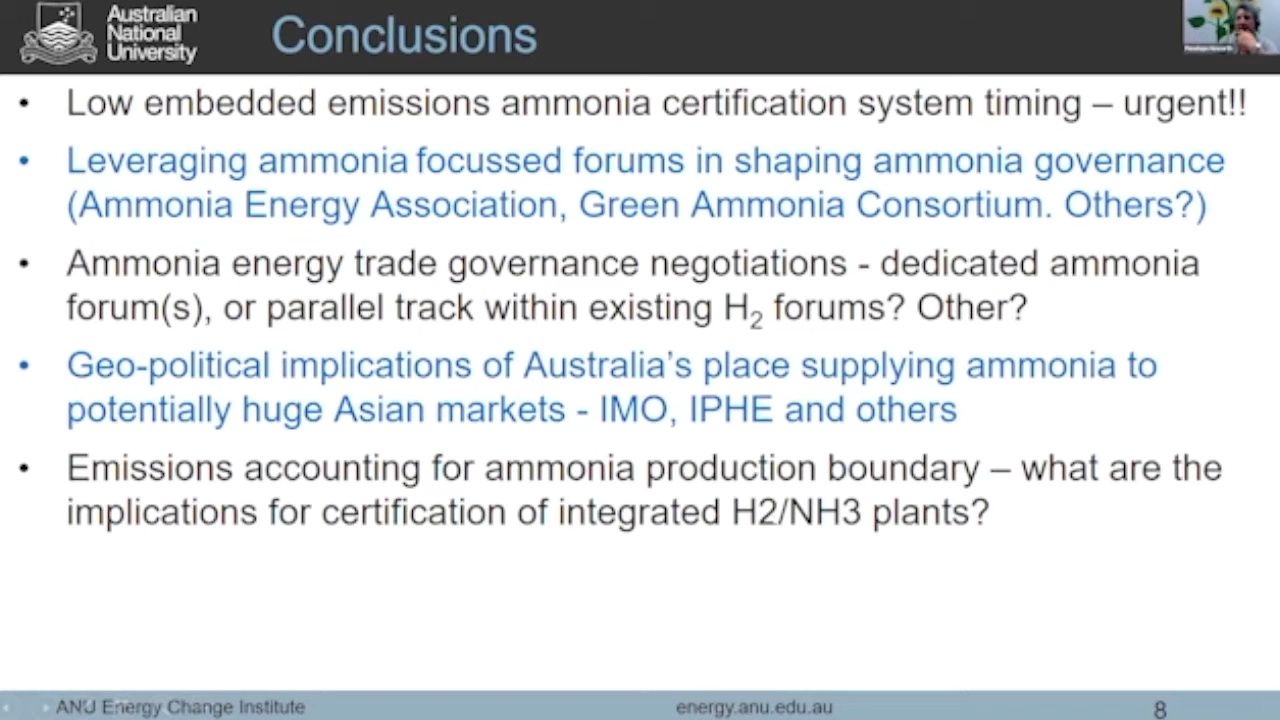 Australian
National
University
Conclusions
• Low embedded emissions ammonia certification system timing – urgent!!
• Leveraging ammonia focussed forums in shaping ammonia governance
(Ammonia Energy Association, Green Ammonia Consortium. Others?)
• Ammonia energy trade governance negotiations - dedicated ammonia
forum(s), or parallel track within existing H₂ forums? Other?
• Geo-political implications of Australia's place supplying ammonia to
potentially huge Asian markets - IMO, IPHE and others
• Emissions accounting for ammonia production boundary – what are the
implications for certification of integrated H2/NH3 plants?
ANU Energy Change Institute
energy.anu.edu.au
8